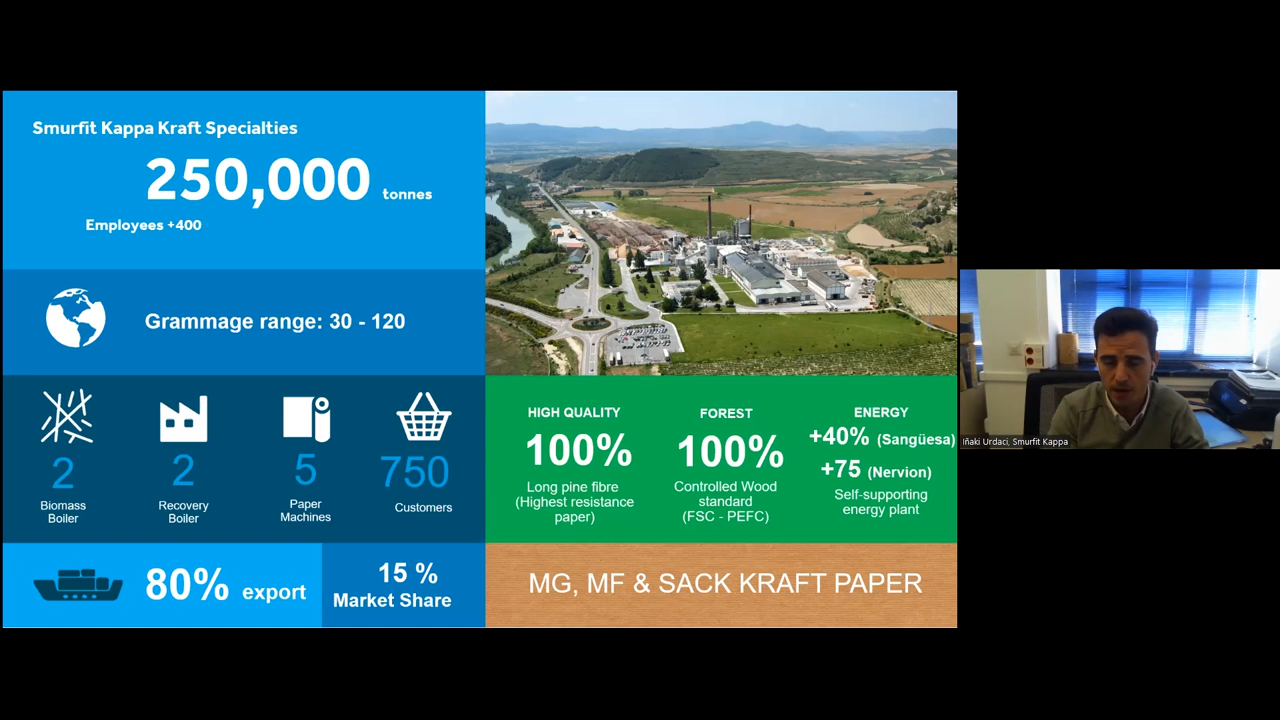 Smurfit Kappa Kraft Specialties
250,000 tonnes
Employees +400
Grammage range: 30 - 120
2
Biomass
Boiler
2
Recovery
Boiler
5
Paper
Machines
750
Customers
80% export
15 %
Market Share
HIGH QUALITY
100%
Long pine fibre
(Highest resistance
paper)
FOREST
100%
Controlled Wood
standard
(FSC - PEFC)
ENERGY
+40% (Sangüesa)
+75 (Nervion)
Self-supporting
energy plant
MG, MF & SACK KRAFT PAPER
Iñaki Urdaci, Smurfit Kappa